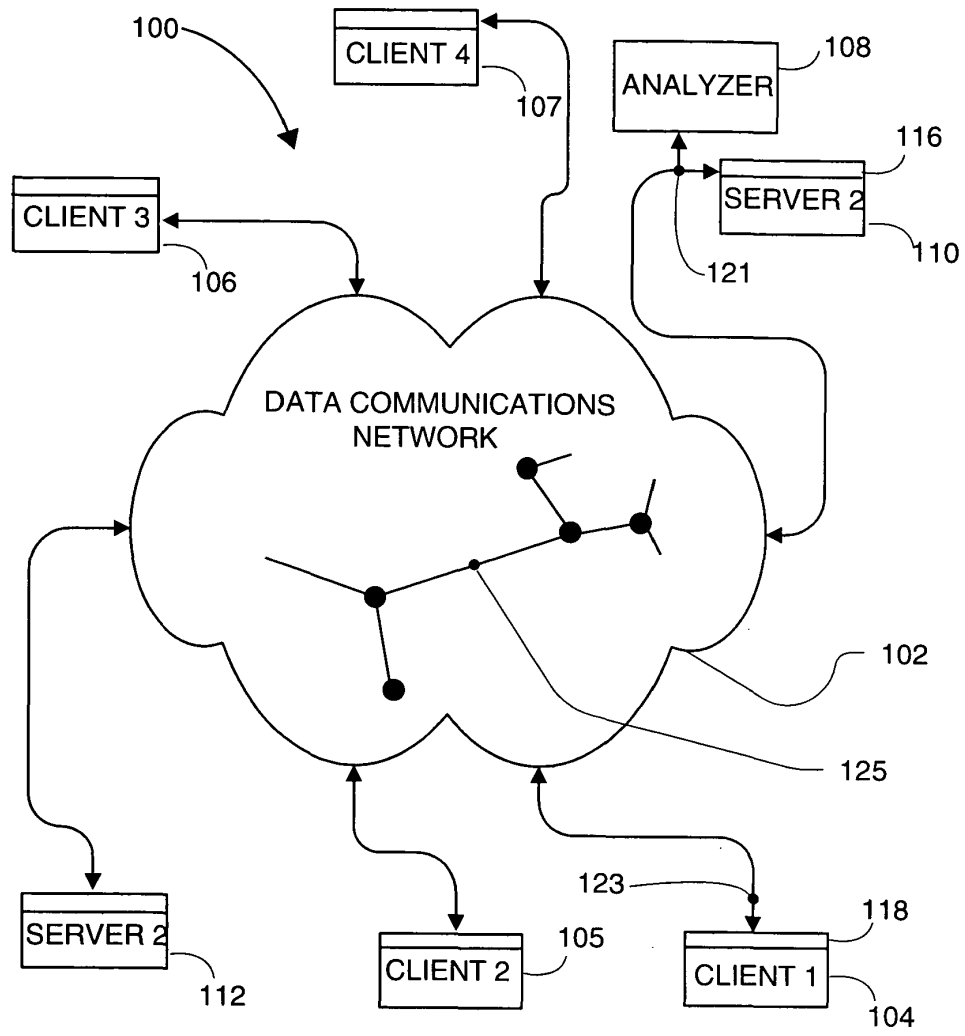 100
CLIENT 4
107
ANALYZER
108
116
SERVER 2
110
121
CLIENT 3
106
DATA COMMUNICATIONS
NETWORK
102
125
123
SERVER 2
112
CLIENT 2
105
118
CLIENT 1
104